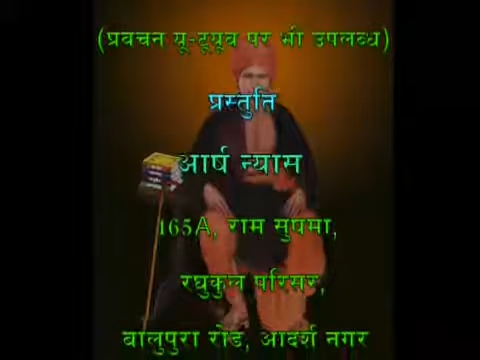 (प्रवचन यू-ट्यूब पर भी उपलब्ध)
प्रस्तुति
आर्ष न्यास
165A, राम सुषमा,
रघुकुल परिसर,
बालुपुरा रोड, आदर्श नगर